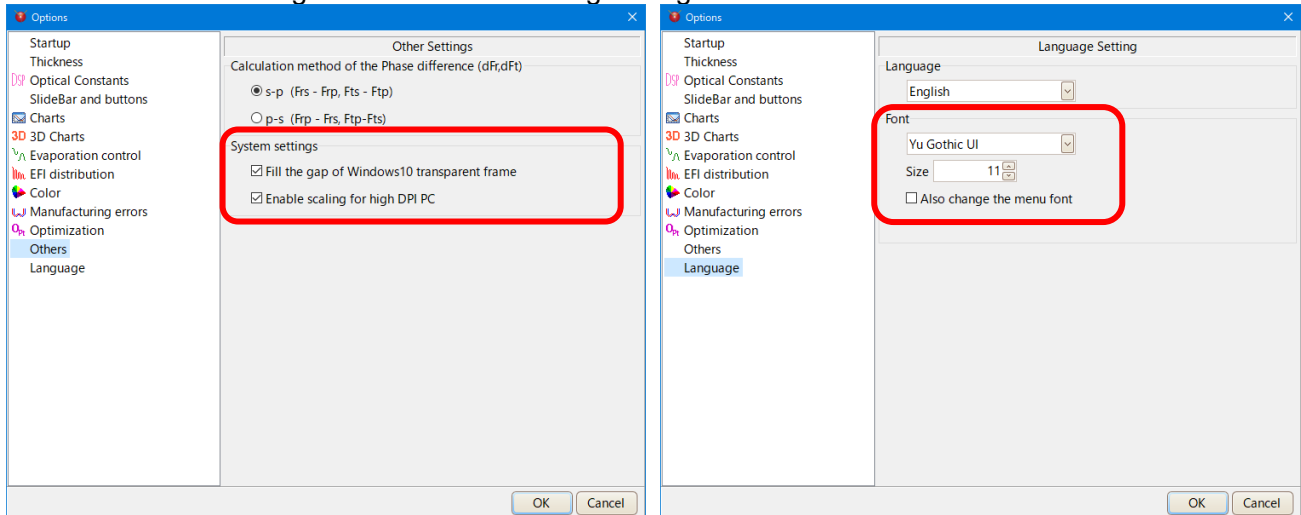 Options
Startup
Thickness
Optical Constants
SlideBar and buttons
Charts
3D 3D Charts
Evaporation control
EFI distribution
Color
Manufacturing errors
Optimization
Others
Language
Other Settings
Calculation method of the Phase difference (dFr,dFt)
s-p (Frs - Frp, Fts - Ftp)
p-s (Frp - Frs, Ftp-Fts)
System settings
Fill the gap of Windows10 transparent frame
Enable scaling for high DPI PC
OK Cancel
Options
Startup
Thickness
Optical Constants
SlideBar and buttons
Charts
3D 3D Charts
Evaporation control
EFI distribution
Color
Manufacturing errors
Optimization
Others
Language
Language Setting
Language
English
Font
Yu Gothic UI
Size 11
Also change the menu font
OK Cancel